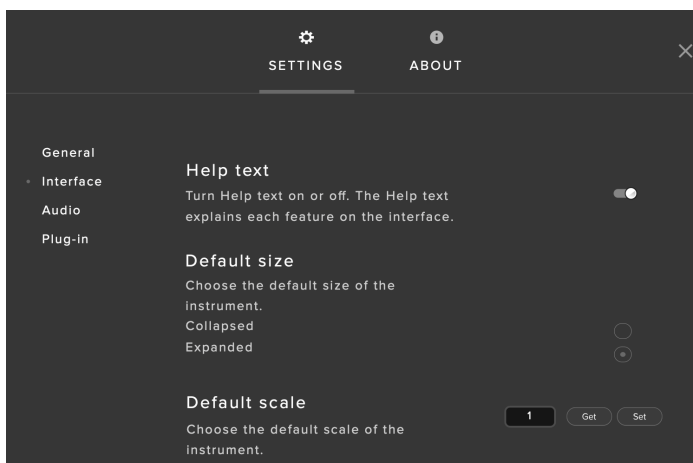 SETTINGS
ABOUT
General
Interface
Audio
Plug-in
Help text
Turn Help text on or off. The Help text
explains each feature on the interface.
Default size
Choose the default size of the
instrument.
Collapsed
Expanded
Default scale
1
Get
Set
Choose the default scale of the
instrument.